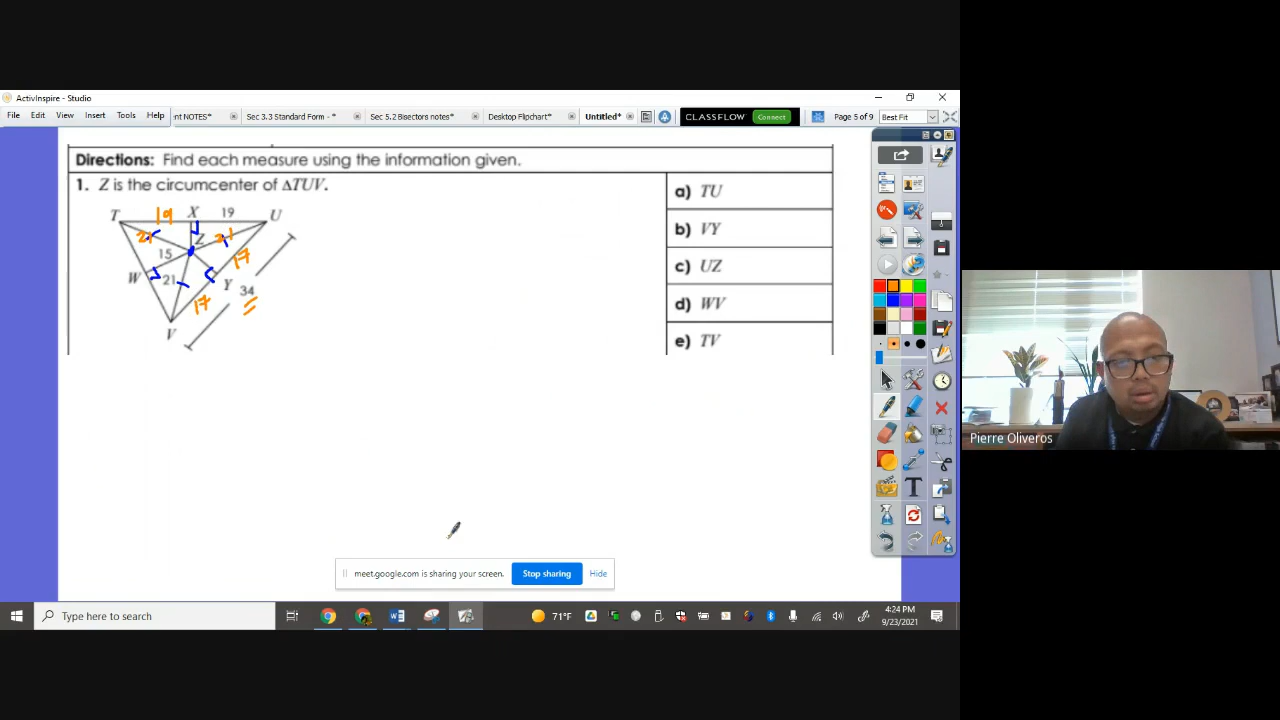 ActivInspire - Studio
File Edit View Insert Tools Help
nt NOTES* Sec 3.3 Standard Form - * Sec 5.2 Bisectors notes* Desktop Flipchart* Untitled* CLASSFLOW Connect Page 5 of 9 Best Fit
Directions: Find each measure using the information given.
1. Z is the circumcenter of ΔTUV.
T 19 X 19 U
21 Z 21
15 17
W 21 Y 34
17
V
a) TU
b) VY
c) UZ
d) WV
e) TV
T
Pierre Oliveros
meet.google.com is sharing your screen. Stop sharing Hide
Type here to search
71°F
4:24 PM
9/23/2021